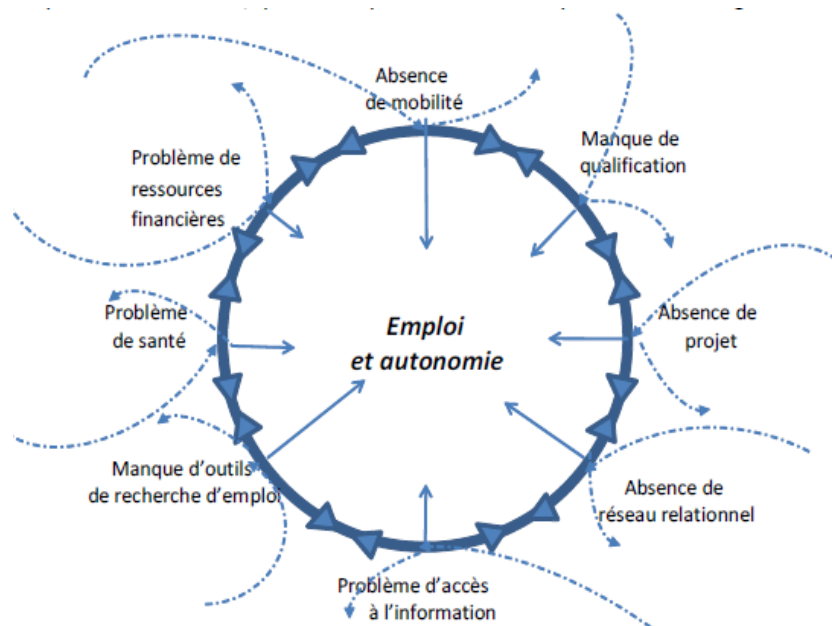 Absence
de mobilité
Manque de
qualification
Problème de
ressources
financières
Problème
de santé
Emploi
et autonomie
Absence de
projet
Manque d'outils
de recherche d'emploi
Absence de
réseau relationnel
Problème d'accès
à l'information